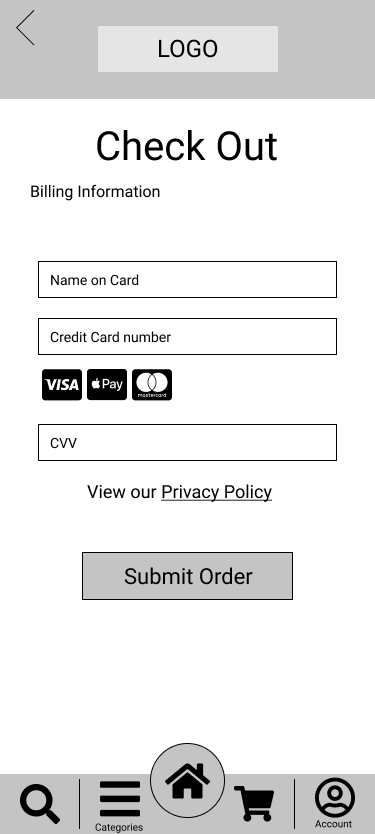 LOGO
Check Out
Billing Information
Name on Card
Credit Card number
VISA Pay mastercard
CVV
View our Privacy Policy
Submit Order
Categories
Account